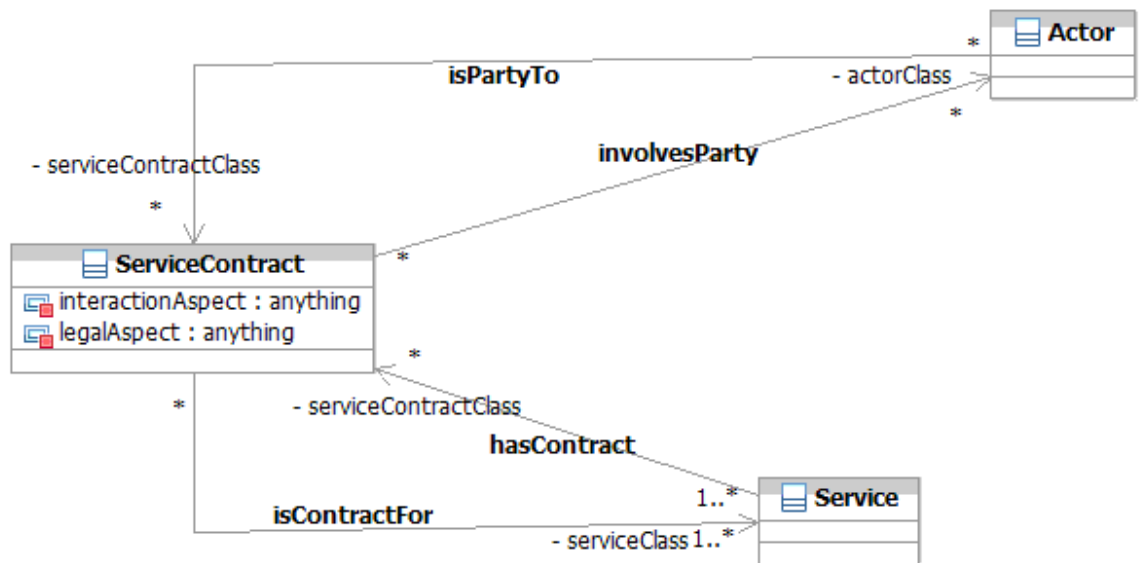 Actor
*
isPartyTo
- actorClass
*
involvesParty
- serviceContractClass
*
ServiceContract
*
interactionAspect : anything
legalAspect : anything
*
*
- serviceContractClass
hasContract
1..*
Service
isContractFor
- serviceClass 1..*